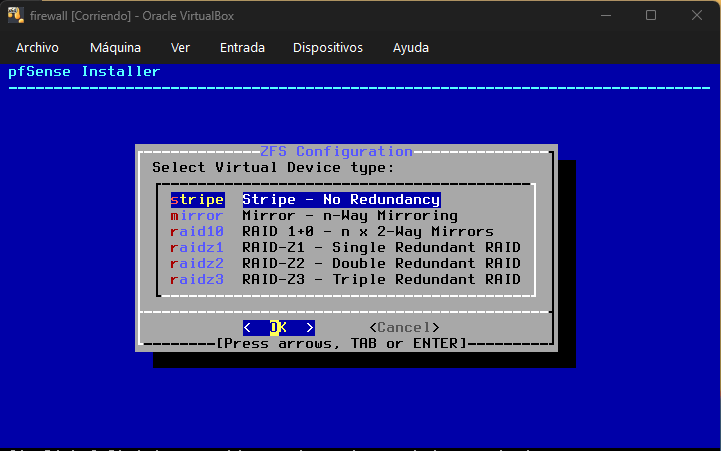 firewall [Corriendo] - Oracle VirtualBox
Archivo Máquina Ver Entrada Dispositivos Ayuda
pfSense Installer
ZFS Configuration
Select Virtual Device type:
stripe Stripe - No Redundancy
mirror Mirror - n-Way Mirroring
raid10 RAID 1+0 - n x 2-Way Mirrors
raidz1 RAID-Z1 - Single Redundant RAID
raidz2 RAID-Z2 - Double Redundant RAID
raidz3 RAID-Z3 - Triple Redundant RAID
< OK > <Cancel>
[Press arrows, TAB or ENTER]